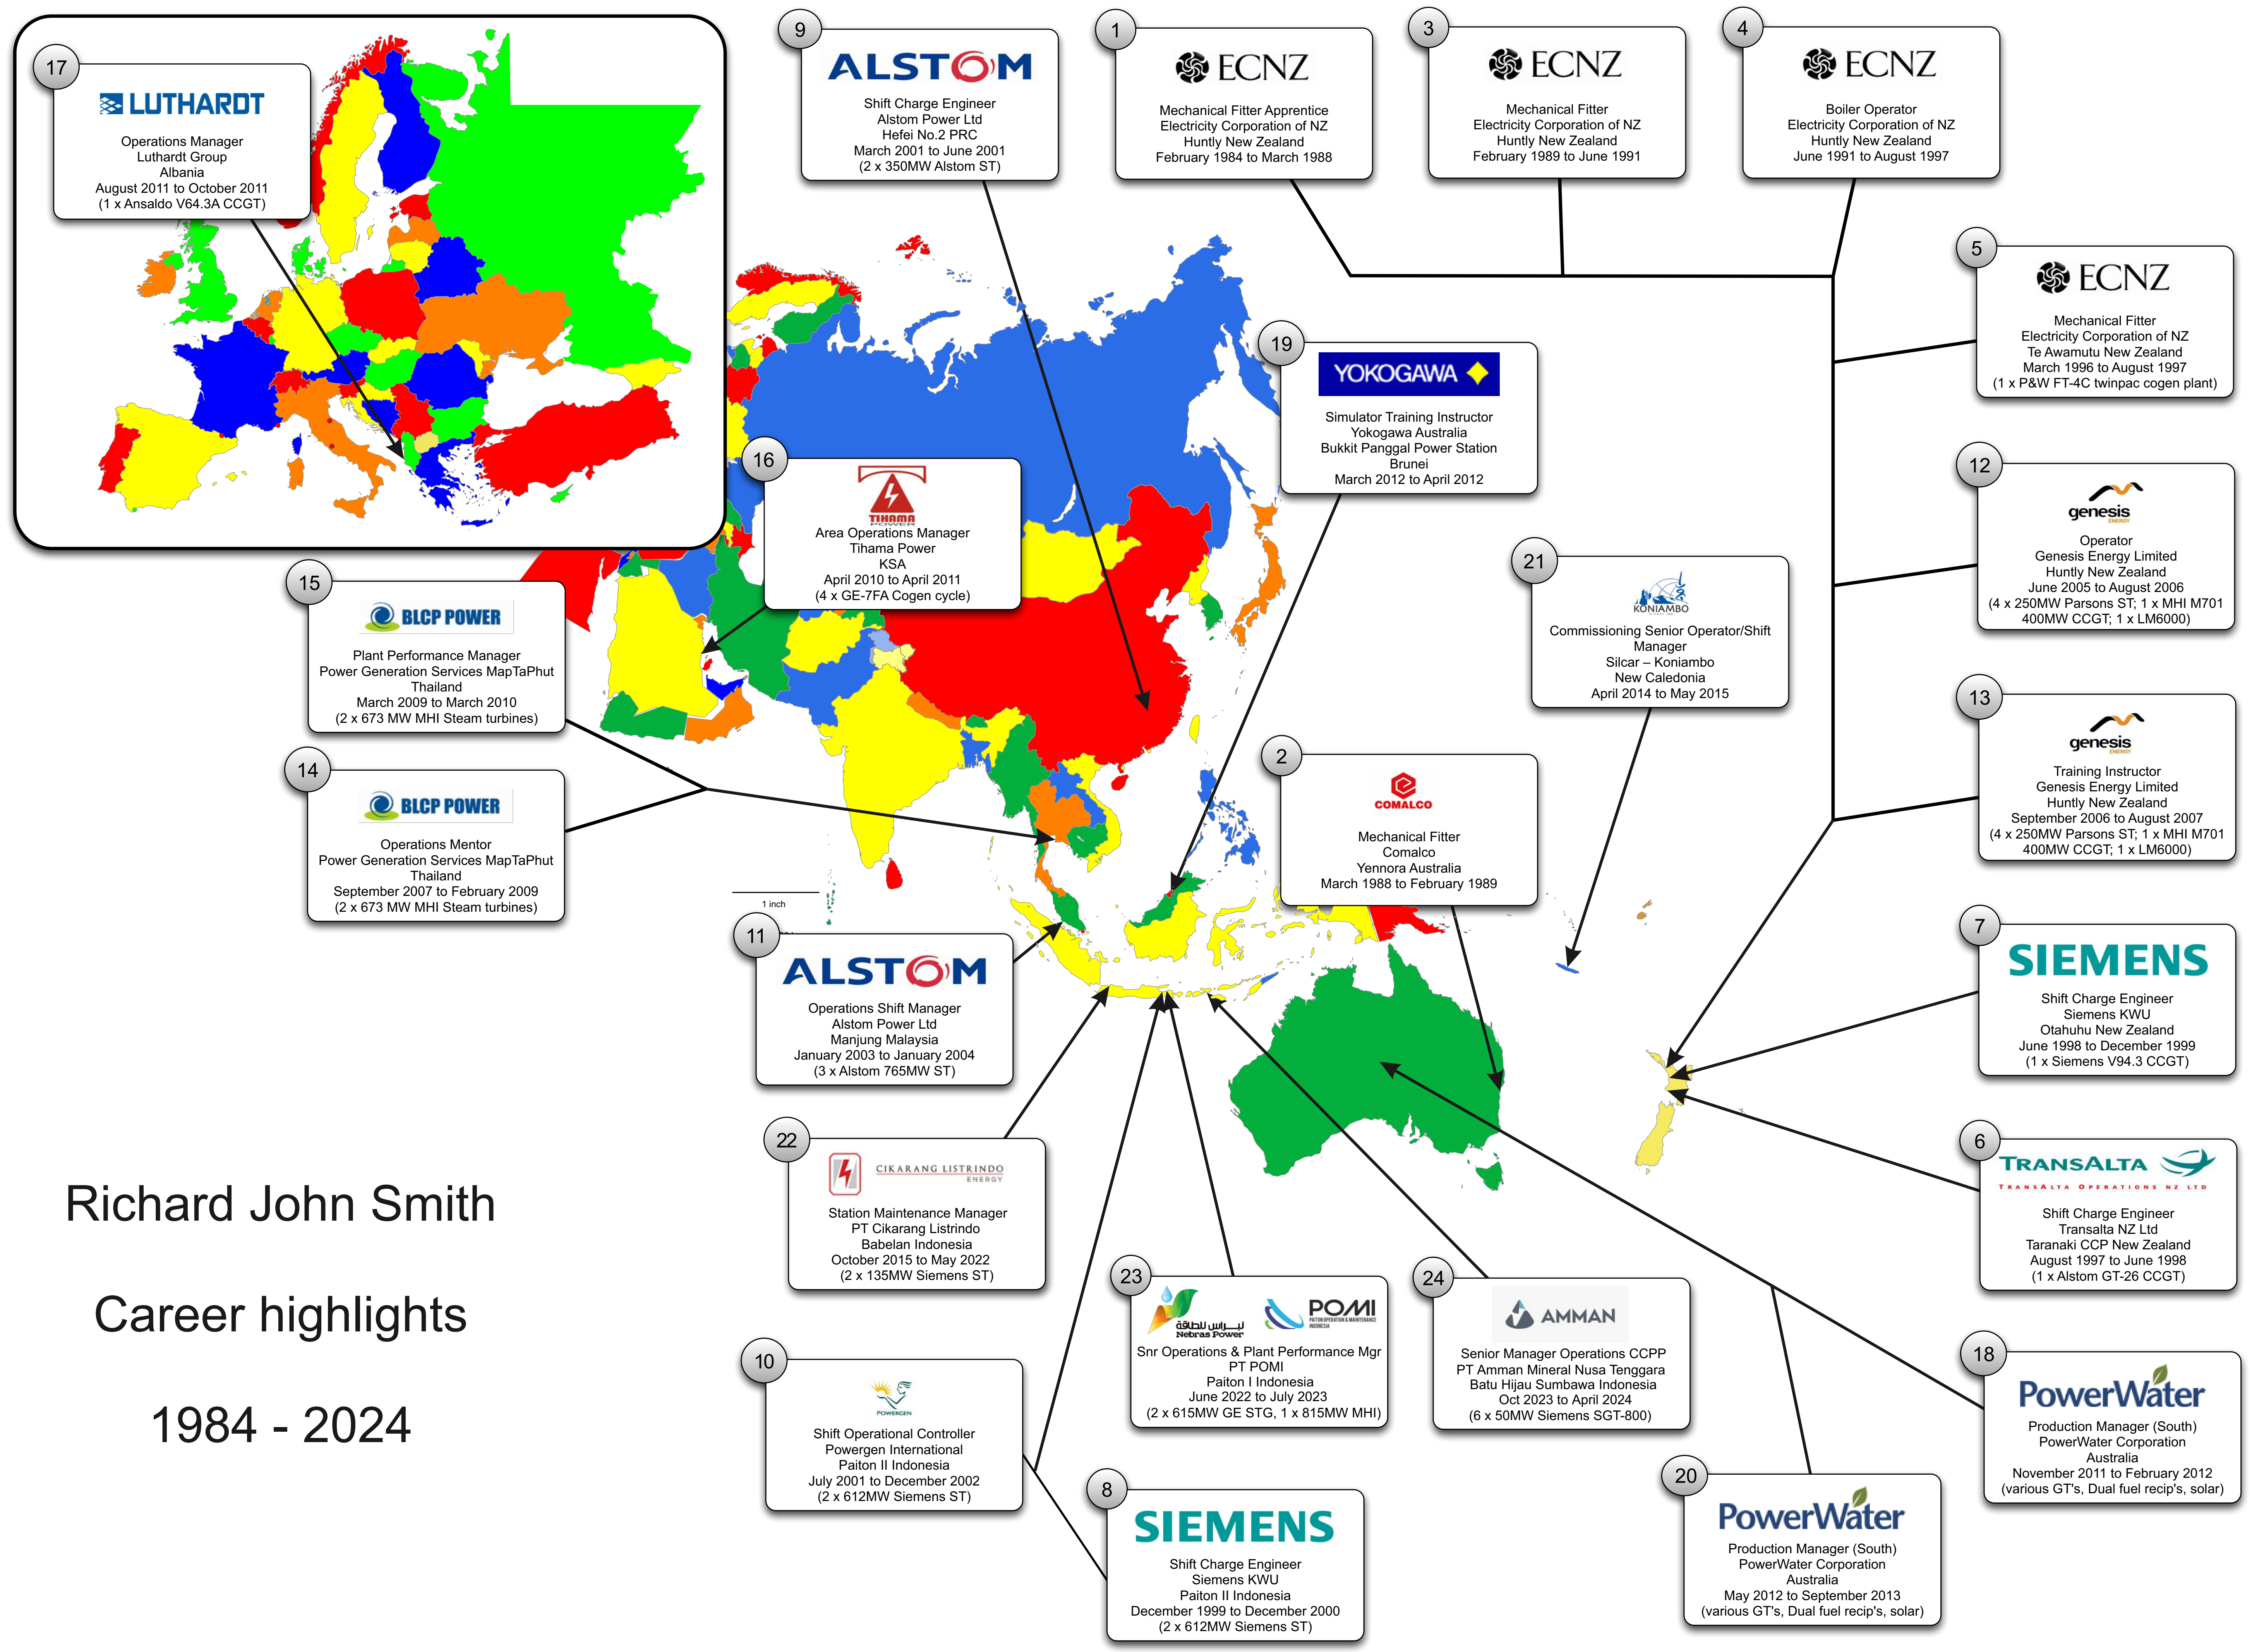 17
LUTHARDT
Operations Manager
Luthardt Group
Albania
August 2011 to October 2011
(1 x Ansaldo V64.3A CCGT)
9
ALSTOM
Shift Charge Engineer
Alstom Power Ltd
Hefei No.2 PRC
March 2001 to June 2001
(2 x 350MW Alstom ST)
1
ECNZ
Mechanical Fitter Apprentice
Electricity Corporation of NZ
Huntly New Zealand
February 1984 to March 1988
3
ECNZ
Mechanical Fitter
Electricity Corporation of NZ
Huntly New Zealand
February 1989 to June 1991
4
ECNZ
Boiler Operator
Electricity Corporation of NZ
Huntly New Zealand
June 1991 to August 1997
5
ECNZ
Mechanical Fitter
Electricity Corporation of NZ
Te Awamutu New Zealand
March 1996 to August 1997
(1 x P&W FT-4C twinpac cogen plant)
19
YOKOGAWA
Simulator Training Instructor
Yokogawa Australia
Bukkit Panggal Power Station
Brunei
March 2012 to April 2012
16
TIHAMA
POWER
Area Operations Manager
Tihama Power
KSA
April 2010 to April 2011
(4 x GE-7FA Cogen cycle)
12
genesis
ENERGY
Operator
Genesis Energy Limited
Huntly New Zealand
June 2005 to August 2006
(4 x 250MW Parsons ST; 1 x MHI M701
400MW CCGT; 1 x LM6000)
21
KONIAMBO
Commissioning Senior Operator/Shift
Manager
Silcar – Koniambo
New Caledonia
April 2014 to May 2015
15
BLCP POWER
Plant Performance Manager
Power Generation Services MapTaPhut
Thailand
March 2009 to March 2010
(2 x 673 MW MHI Steam turbines)
13
genesis
ENERGY
Training Instructor
Genesis Energy Limited
Huntly New Zealand
September 2006 to August 2007
(4 x 250MW Parsons ST; 1 x MHI M701
400MW CCGT; 1 x LM6000)
14
BLCP POWER
Operations Mentor
Power Generation Services MapTaPhut
Thailand
September 2007 to February 2009
(2 x 673 MW MHI Steam turbines)
2
COMALCO
Mechanical Fitter
Comalco
Yennora Australia
March 1988 to February 1989
1 inch
11
ALSTOM
Operations Shift Manager
Alstom Power Ltd
Manjung Malaysia
January 2003 to January 2004
(3 x Alstom 765MW ST)
7
SIEMENS
Shift Charge Engineer
Siemens KWU
Otahuhu New Zealand
June 1998 to December 1999
(1 x Siemens V94.3 CCGT)
22
CIKARANG LISTRINDO
ENERGY
Station Maintenance Manager
PT Cikarang Listrindo
Babelan Indonesia
October 2015 to May 2022
(2 x 135MW Siemens ST)
6
TRANSALTA
TRANSALTA OPERATIONS NZ LTD
Shift Charge Engineer
Transalta NZ Ltd
Taranaki CCP New Zealand
August 1997 to June 1998
(1 x Alstom GT-26 CCGT)
Richard John Smith
Career highlights
1984 - 2024
23
نبراس للطاقة
Nebras Power
POMI
PAITON OPERATION & MAINTENANCE
INDONESIA
Snr Operations & Plant Performance Mgr
PT POMI
Paiton I Indonesia
June 2022 to July 2023
(2 x 615MW GE STG, 1 x 815MW MHI)
24
AMMAN
Senior Manager Operations CCPP
PT Amman Mineral Nusa Tenggara
Batu Hijau Sumbawa Indonesia
Oct 2023 to April 2024
(6 x 50MW Siemens SGT-800)
18
PowerWater
Production Manager (South)
PowerWater Corporation
Australia
November 2011 to February 2012
(various GT's, Dual fuel recip's, solar)
10
POWERGEN
Shift Operational Controller
Powergen International
Paiton II Indonesia
July 2001 to December 2002
(2 x 612MW Siemens ST)
8
SIEMENS
Shift Charge Engineer
Siemens KWU
Paiton II Indonesia
December 1999 to December 2000
(2 x 612MW Siemens ST)
20
PowerWater
Production Manager (South)
PowerWater Corporation
Australia
May 2012 to September 2013
(various GT's, Dual fuel recip's, solar)